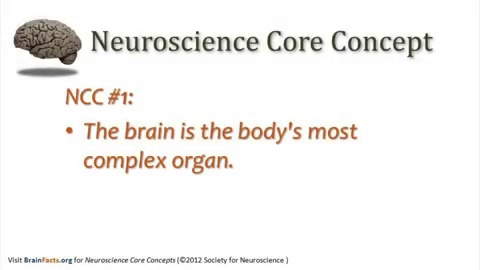 Neuroscience Core Concept
NCC #1:
• The brain is the body's most
complex organ.
Visit BrainFacts.org for Neuroscience Core Concepts (©2012 Society for Neuroscience )